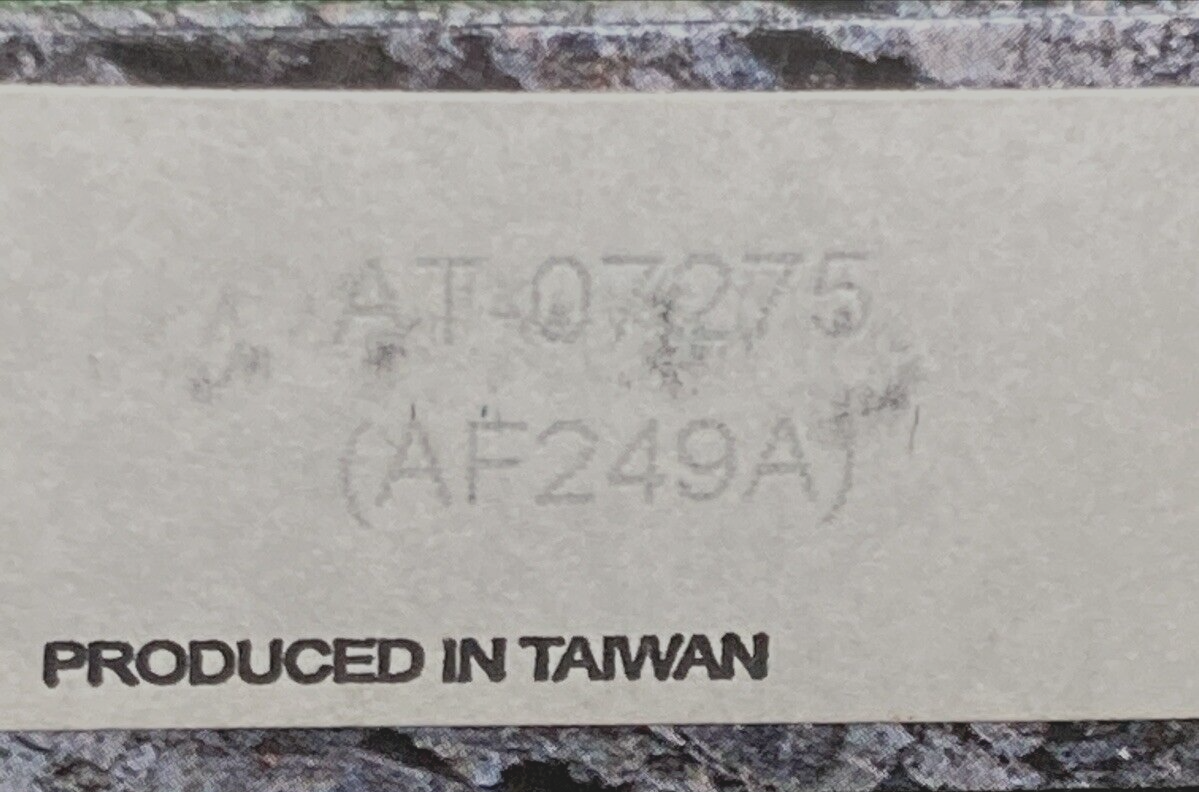 AT-07275
(AF249A)
PRODUCED IN TAIWAN